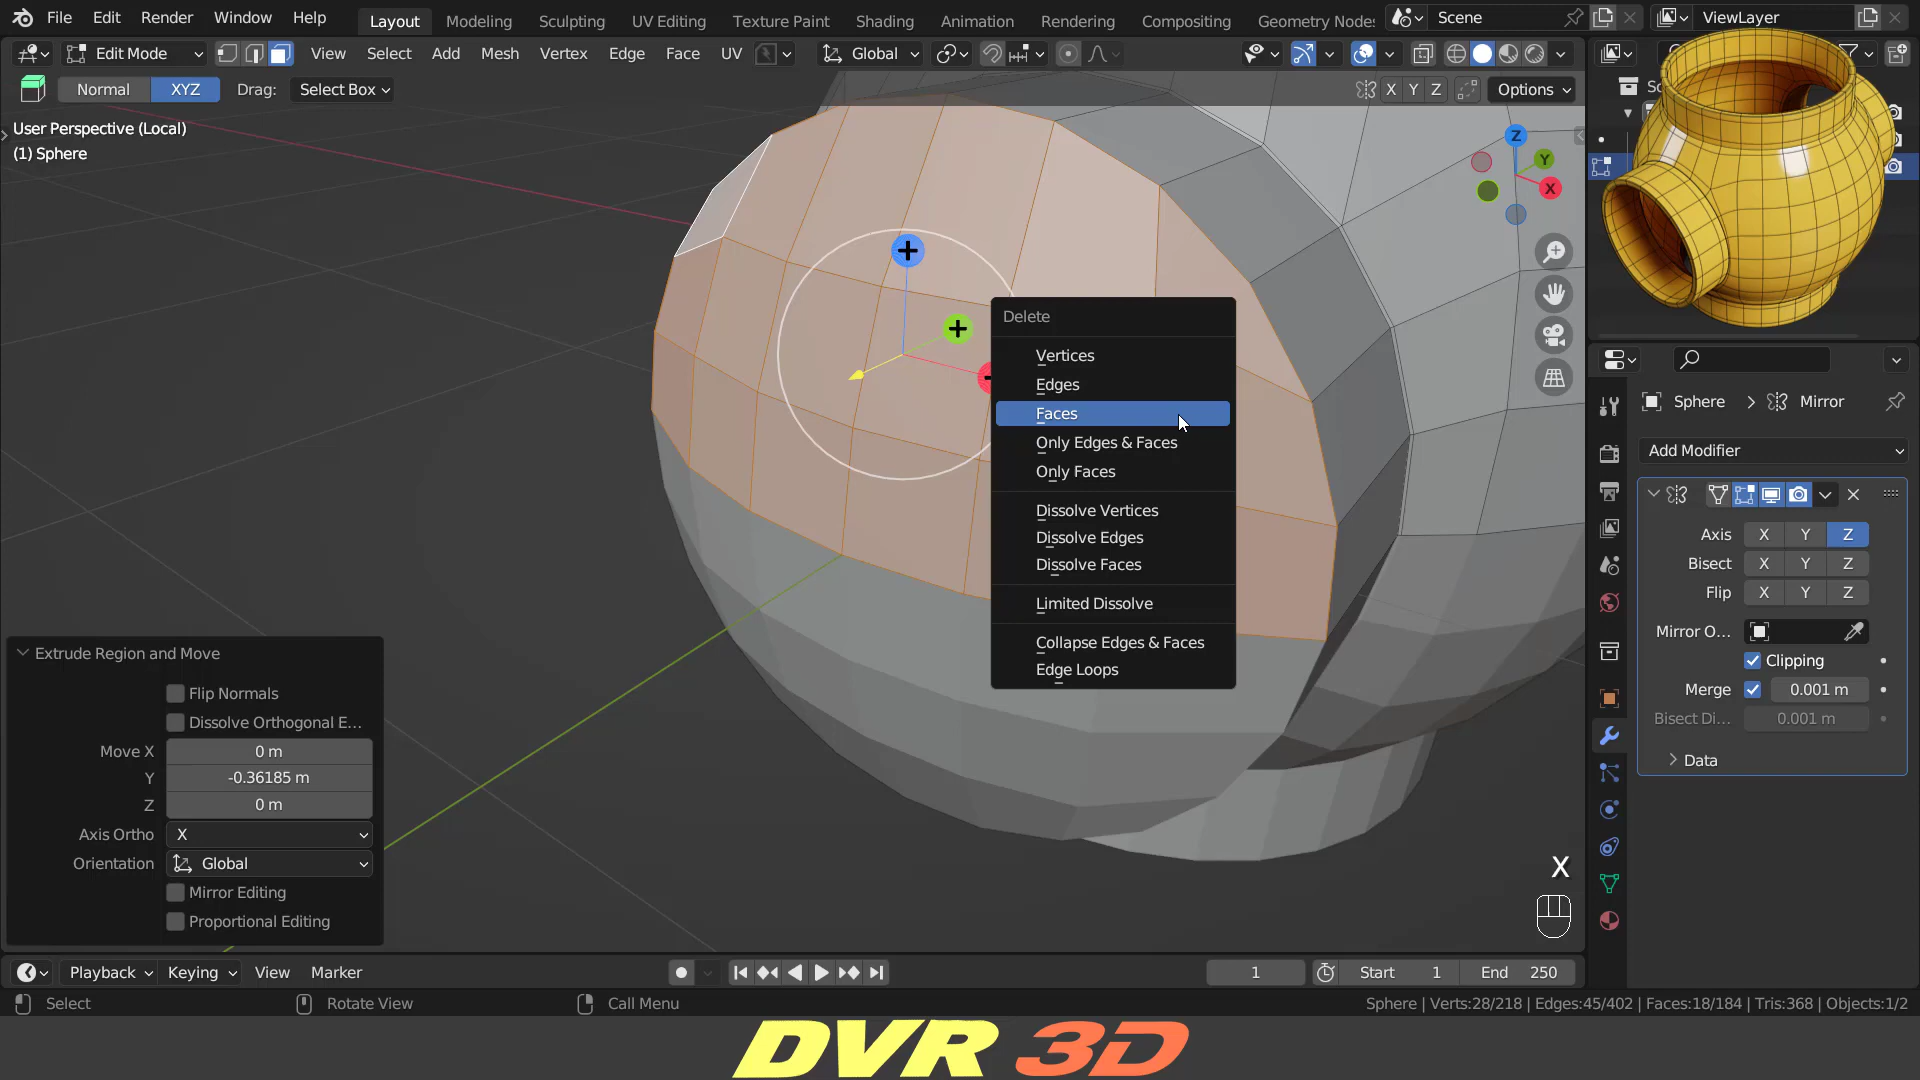 File Edit Render Window Help Layout Modeling Sculpting UV Editing Texture Paint Shading Animation Rendering Compositing Geometry Nodes Scene ViewLayer
Edit Mode View Select Add Mesh Vertex Edge Face UV Global
Normal XYZ Drag: Select Box X Y Z Options
User Perspective (Local)
(1) Sphere
Z
Y
X
Delete
Vertices
Edges
Faces
Only Edges & Faces
Only Faces
Dissolve Vertices
Dissolve Edges
Dissolve Faces
Limited Dissolve
Collapse Edges & Faces
Edge Loops
Extrude Region and Move
Flip Normals
Dissolve Orthogonal E...
Move X 0 m
Y -0.36185 m
Z 0 m
Axis Ortho X
Orientation Global
Mirror Editing
Proportional Editing
X
Sphere > Mirror
Add Modifier
Axis X Y Z
Bisect X Y Z
Flip X Y Z
Mirror O...
Clipping
Merge 0.001 m
Bisect Di... 0.001 m
Data
Playback Keying View Marker 1 Start 1 End 250
Select Rotate View Call Menu Sphere | Verts:28/218 | Edges:45/402 | Faces:18/184 | Tris:368 | Objects:1/2
DVR 3D